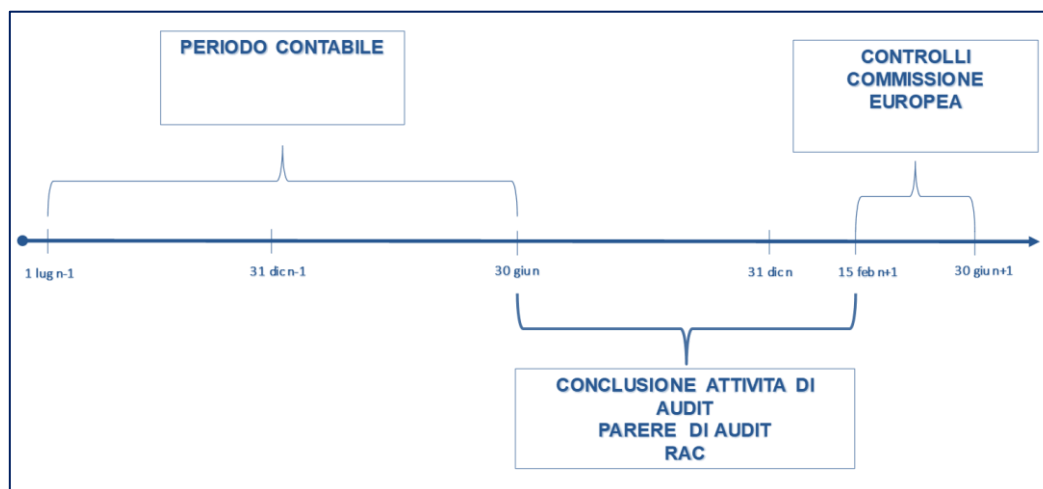 PERIODO CONTABILE
CONTROLLI
COMMISSIONE
EUROPEA
1 lug n-1
31 dic n-1
30 giu n
31 dic n
15 feb n+1
30 giu n+1
CONCLUSIONE ATTIVITA DI
AUDIT
PARERE DI AUDIT
RAC